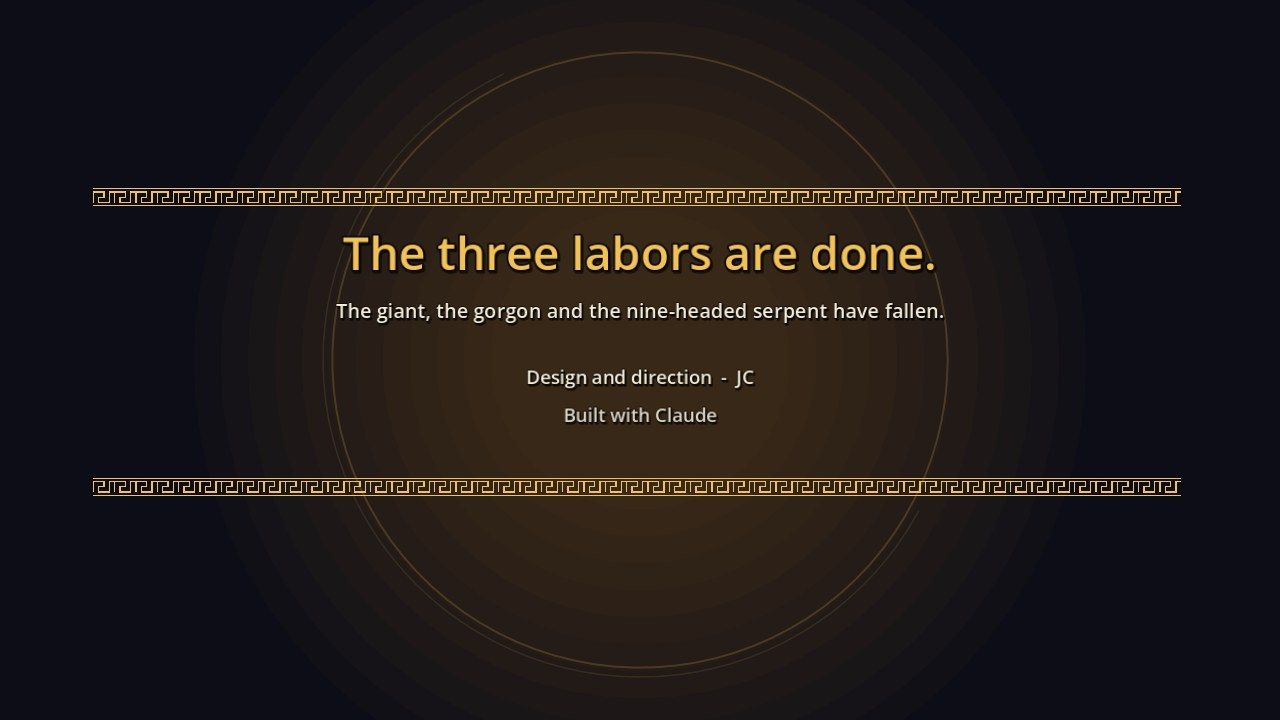 The three labors are done.
The giant, the gorgon and the nine-headed serpent have fallen.
Design and direction - JC
Built with Claude